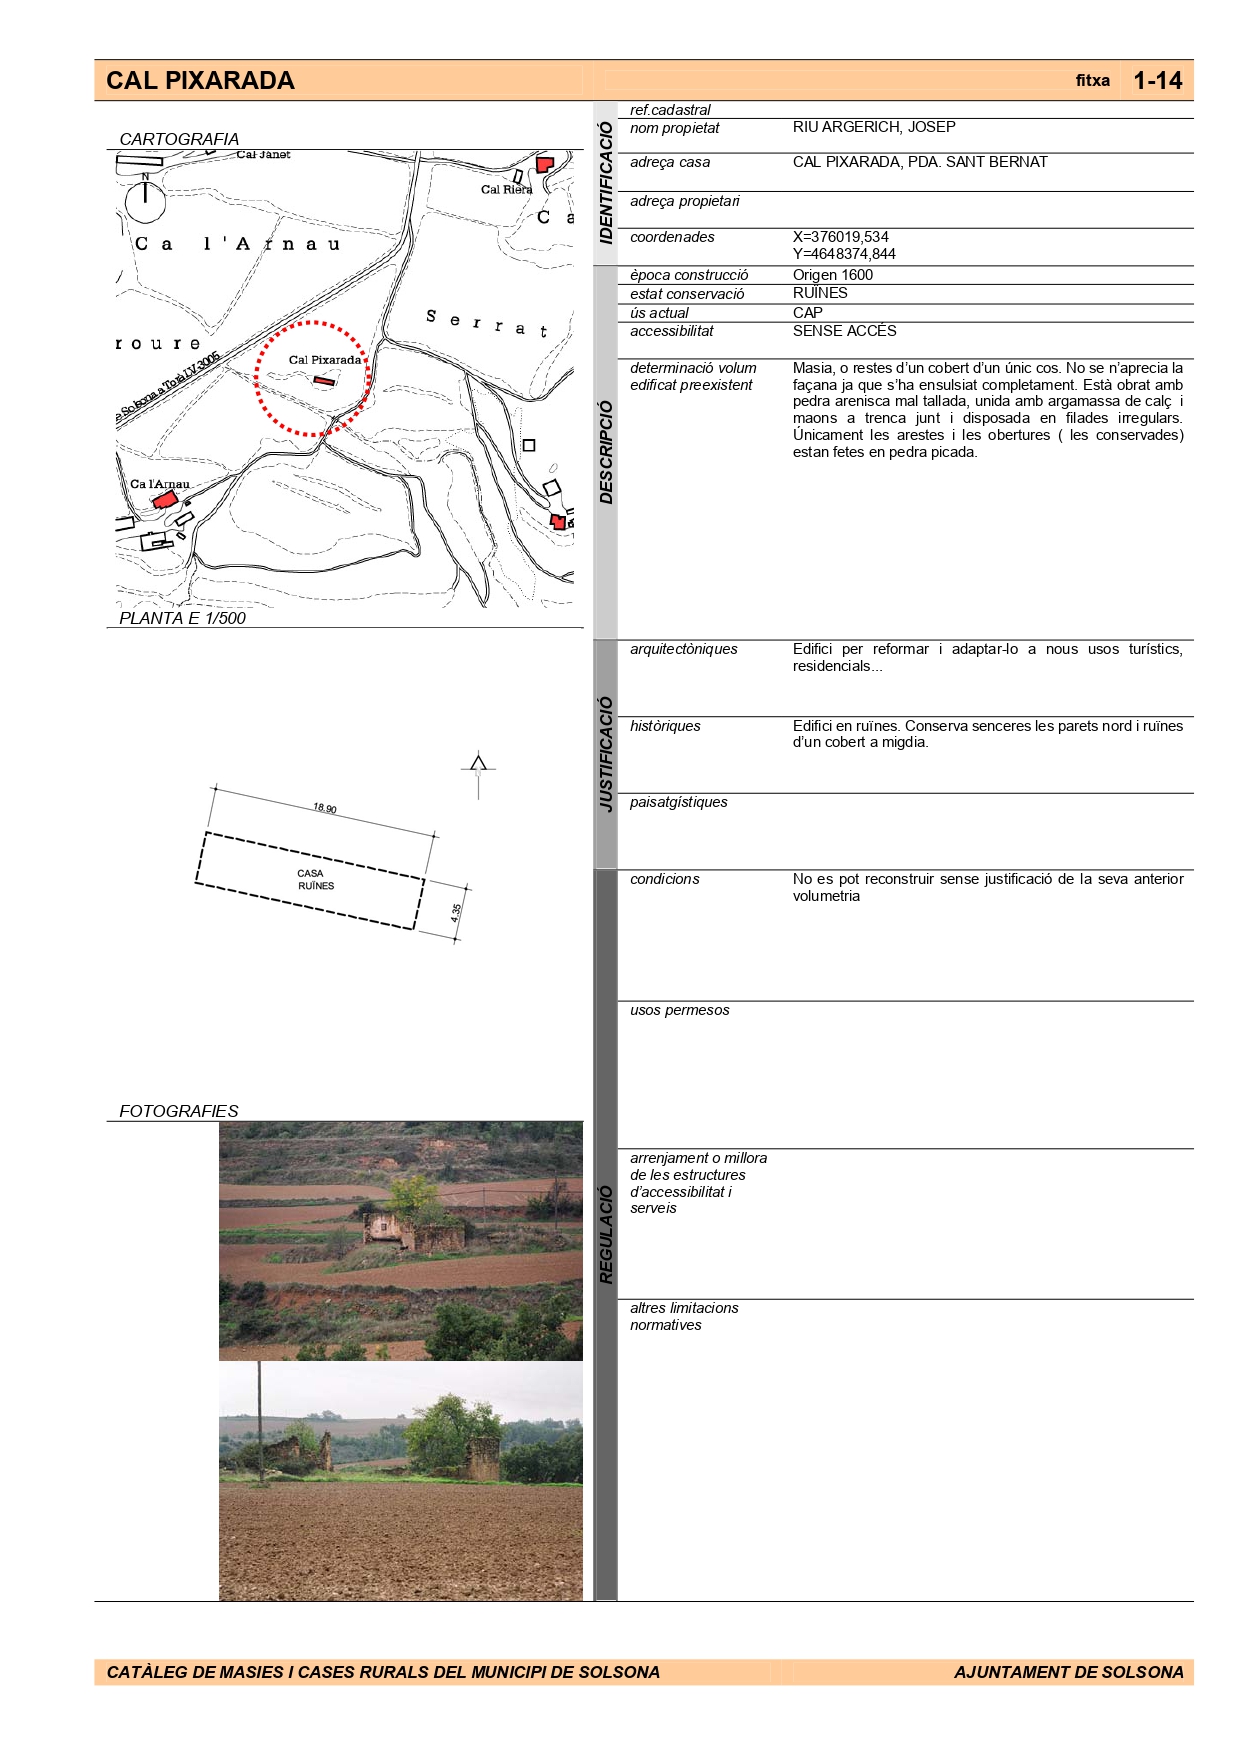 CAL PIXARADA
fitxa 1-14
CARTOGRAFIA
Cal Janet
N
Cal Riera
C a
Ca l'Arnau
Serrat
roure
Cal Pixarada
e Solsona a Torà LV-3005
Ca l'Arnau
PLANTA E 1/500
18.90
CASA
RUÏNES
4.35
FOTOGRAFIES
IDENTIFICACIÓ
ref.cadastral
nom propietat RIU ARGERICH, JOSEP
adreça casa CAL PIXARADA, PDA. SANT BERNAT
adreça propietari
coordenades X=376019,534
Y=4648374,844
DESCRIPCIÓ
època construcció Origen 1600
estat conservació RUÏNES
ús actual CAP
accessibilitat SENSE ACCÉS
determinació volum
edificat preexistent
Masia, o restes d’un cobert d’un únic cos. No se n’aprecia la
façana ja que s’ha ensulsiat completament. Està obrat amb
pedra arenisca mal tallada, unida amb argamassa de calç i
maons a trenca junt i disposada en filades irregulars.
Únicament les arestes i les obertures ( les conservades)
estan fetes en pedra picada.
JUSTIFICACIÓ
arquitectòniques Edifici per reformar i adaptar-lo a nous usos turístics,
residencials...
històriques Edifici en ruïnes. Conserva senceres les parets nord i ruïnes
d’un cobert a migdia.
paisatgístiques
REGULACIÓ
condicions No es pot reconstruir sense justificació de la seva anterior
volumetria
usos permesos
arrenjament o millora
de les estructures
d’accessibilitat i
serveis
altres limitacions
normatives
CATÀLEG DE MASIES I CASES RURALS DEL MUNICIPI DE SOLSONA
AJUNTAMENT DE SOLSONA